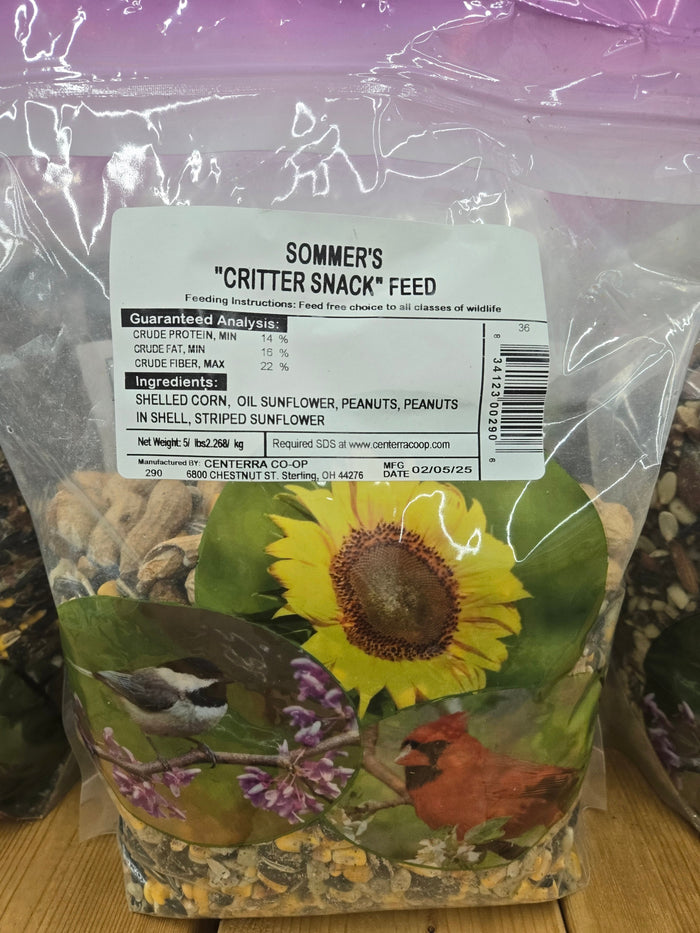 SOMMER'S
"CRITTER SNACK" FEED
Feeding Instructions: Feed free choice to all classes of wildlife
Guaranteed Analysis:
CRUDE PROTEIN, MIN 14 %
CRUDE FAT, MIN 16 %
CRUDE FIBER, MAX 22 %
Ingredients:
SHELLED CORN, OIL SUNFLOWER, PEANUTS, PEANUTS
IN SHELL, STRIPED SUNFLOWER
36
8 34123 00290 6
Net Weight: 5/ lbs2.268/ kg
Required SDS at www.centerracoop.com
Manufactured BY: CENTERRA CO-OP
290 6800 CHESTNUT ST. Sterling, OH 44276
MFG
DATE 02/05/25